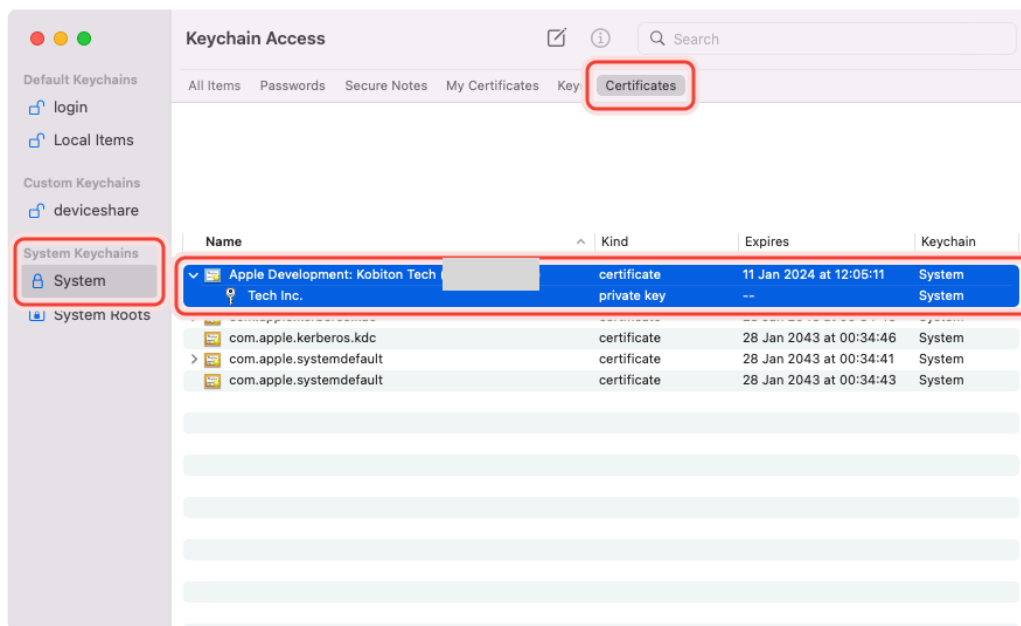 Keychain Access
Search
Default Keychains
login
Local Items
Custom Keychains
deviceshare
System Keychains
System
System Roots
All Items Passwords Secure Notes My Certificates Key Certificates
Name Kind Expires Keychain
Apple Development: Kobiton Tech ( certificate 11 Jan 2024 at 12:05:11 System
Tech Inc. private key -- System
com.apple.kerberos.kdc certificate 28 Jan 2043 at 00:34:46 System
com.apple.systemdefault certificate 28 Jan 2043 at 00:34:41 System
com.apple.systemdefault certificate 28 Jan 2043 at 00:34:43 System